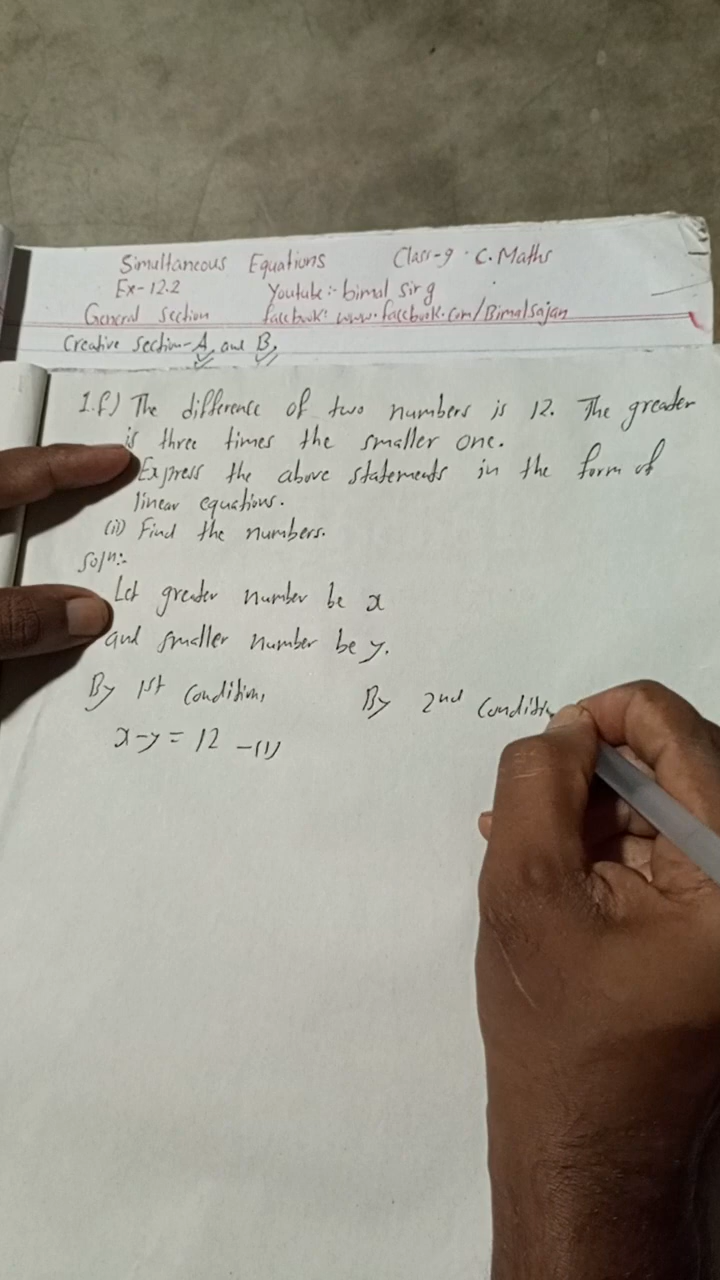 Simultaneous Equations Class-9 C. Maths
Ex-12.2 Youtube:- bimal sir g
General Section facebook: www.facebook.com/Bimalsajan
Creative Section-A and B,
1.f) The difference of two numbers is 12. The greater
is three times the smaller one.
Express the above statements in the form of
linear equations.
(ii) Find the numbers.
Soln:-
Let greater number be x
and smaller number be y.
By 1st Condition, By 2nd Conditi
x-y = 12 -(1)